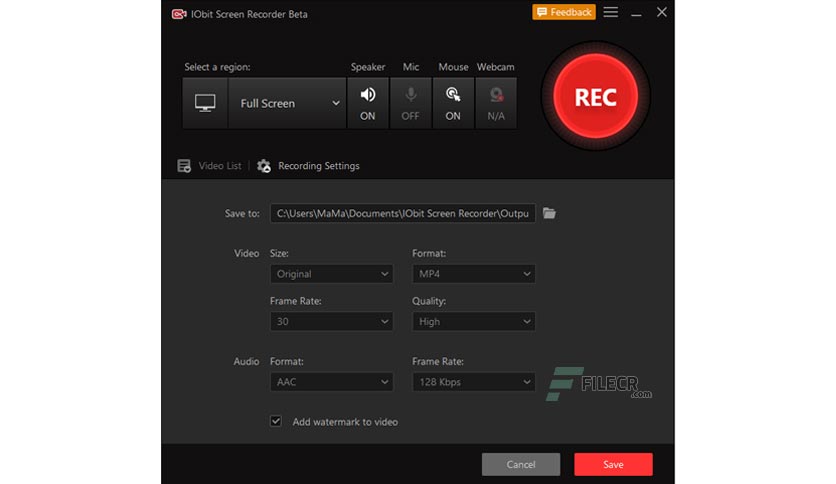 IObit Screen Recorder Beta
Feedback
Select a region:
Speaker
Mic
Mouse
Webcam
Full Screen
ON
OFF
ON
N/A
REC
Video List
Recording Settings
Save to:
C:\Users\MaMa\Documents\IObit Screen Recorder\Outpu
Video
Size:
Format:
Original
MP4
Frame Rate:
Quality:
30
High
Audio
Format:
Frame Rate:
AAC
128 Kbps
FILECR
.com
Add watermark to video
Cancel
Save